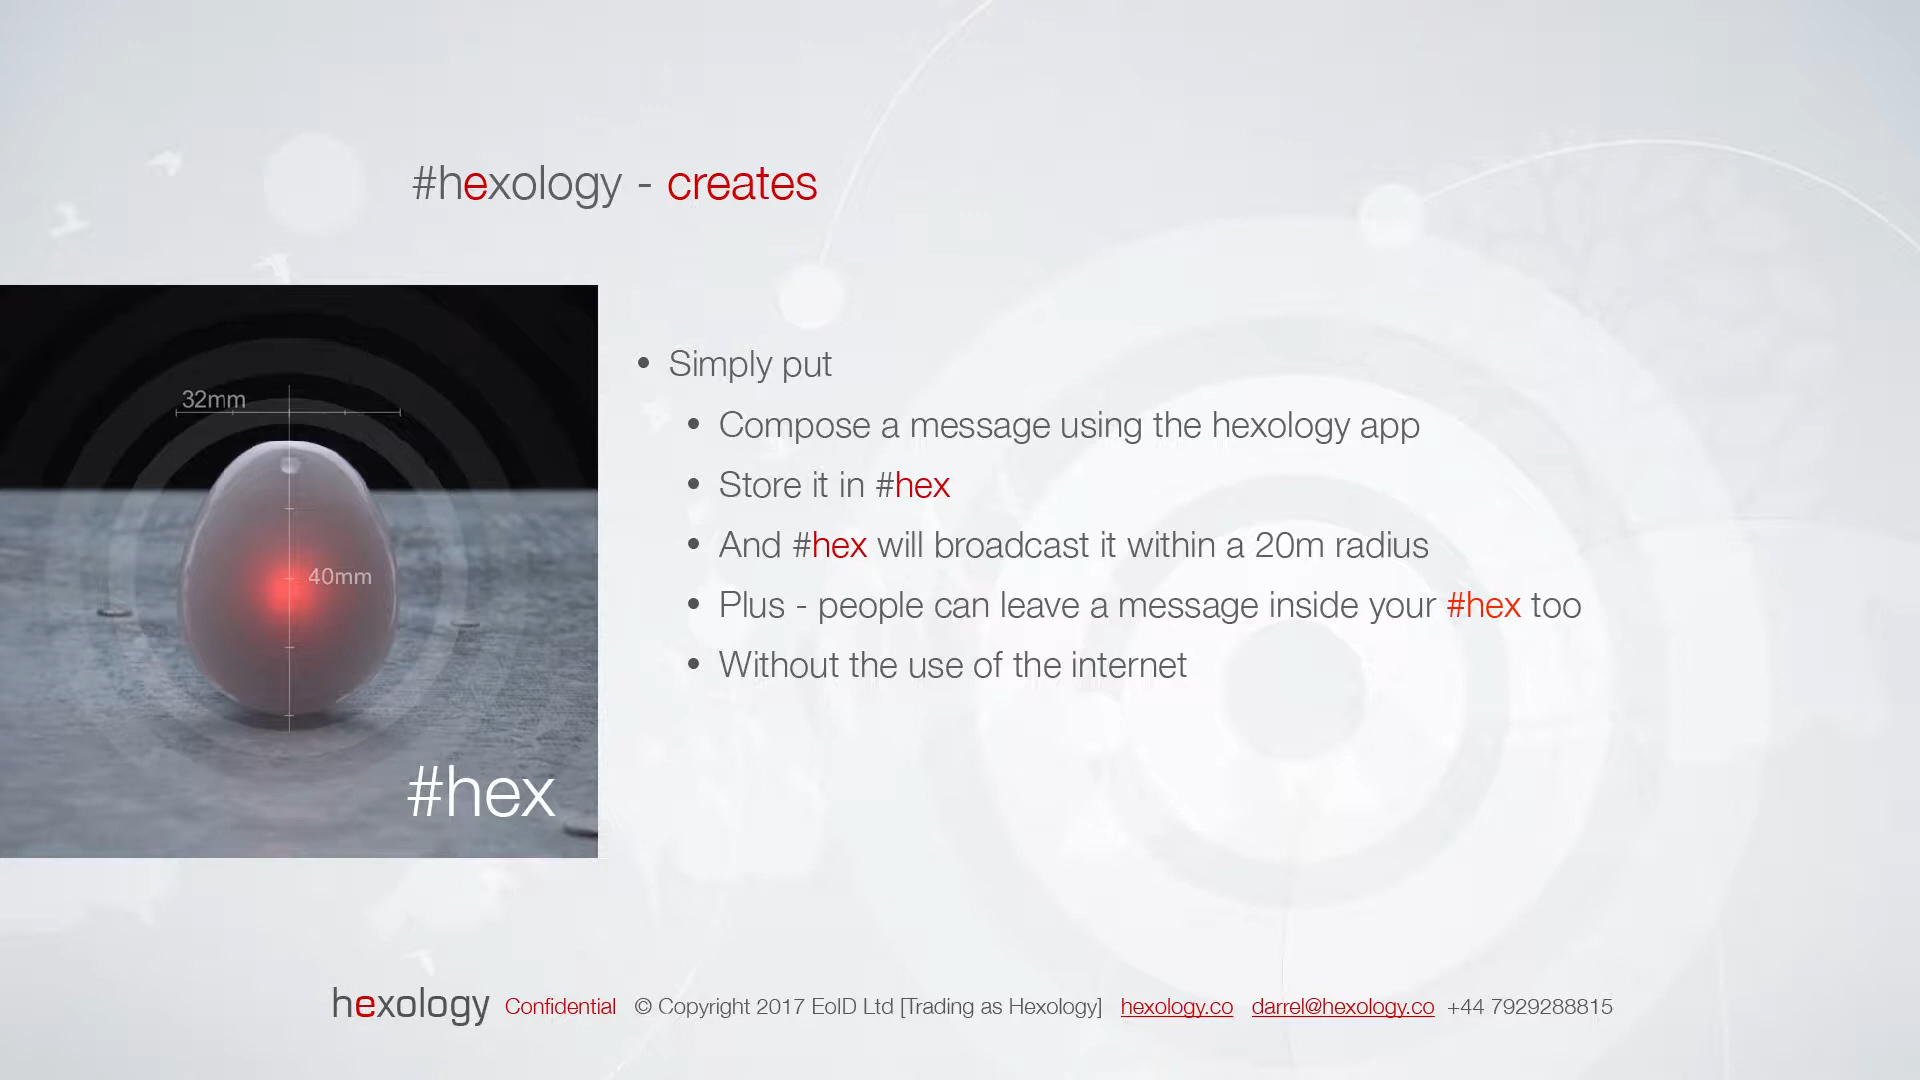 #hexology - creates
32mm
40mm
#hex
• Simply put
• Compose a message using the hexology app
• Store it in #hex
• And #hex will broadcast it within a 20m radius
• Plus - people can leave a message inside your #hex too
• Without the use of the internet
hexology Confidential © Copyright 2017 EoID Ltd [Trading as Hexology] hexology.co darrel@hexology.co +44 7929288815